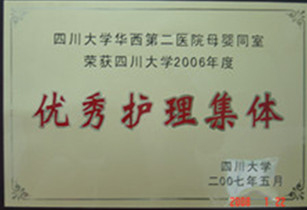 四川大学华西第二医院母婴同室
荣获四川大学2006年度
优秀护理集体
四川大学
二00七年五月